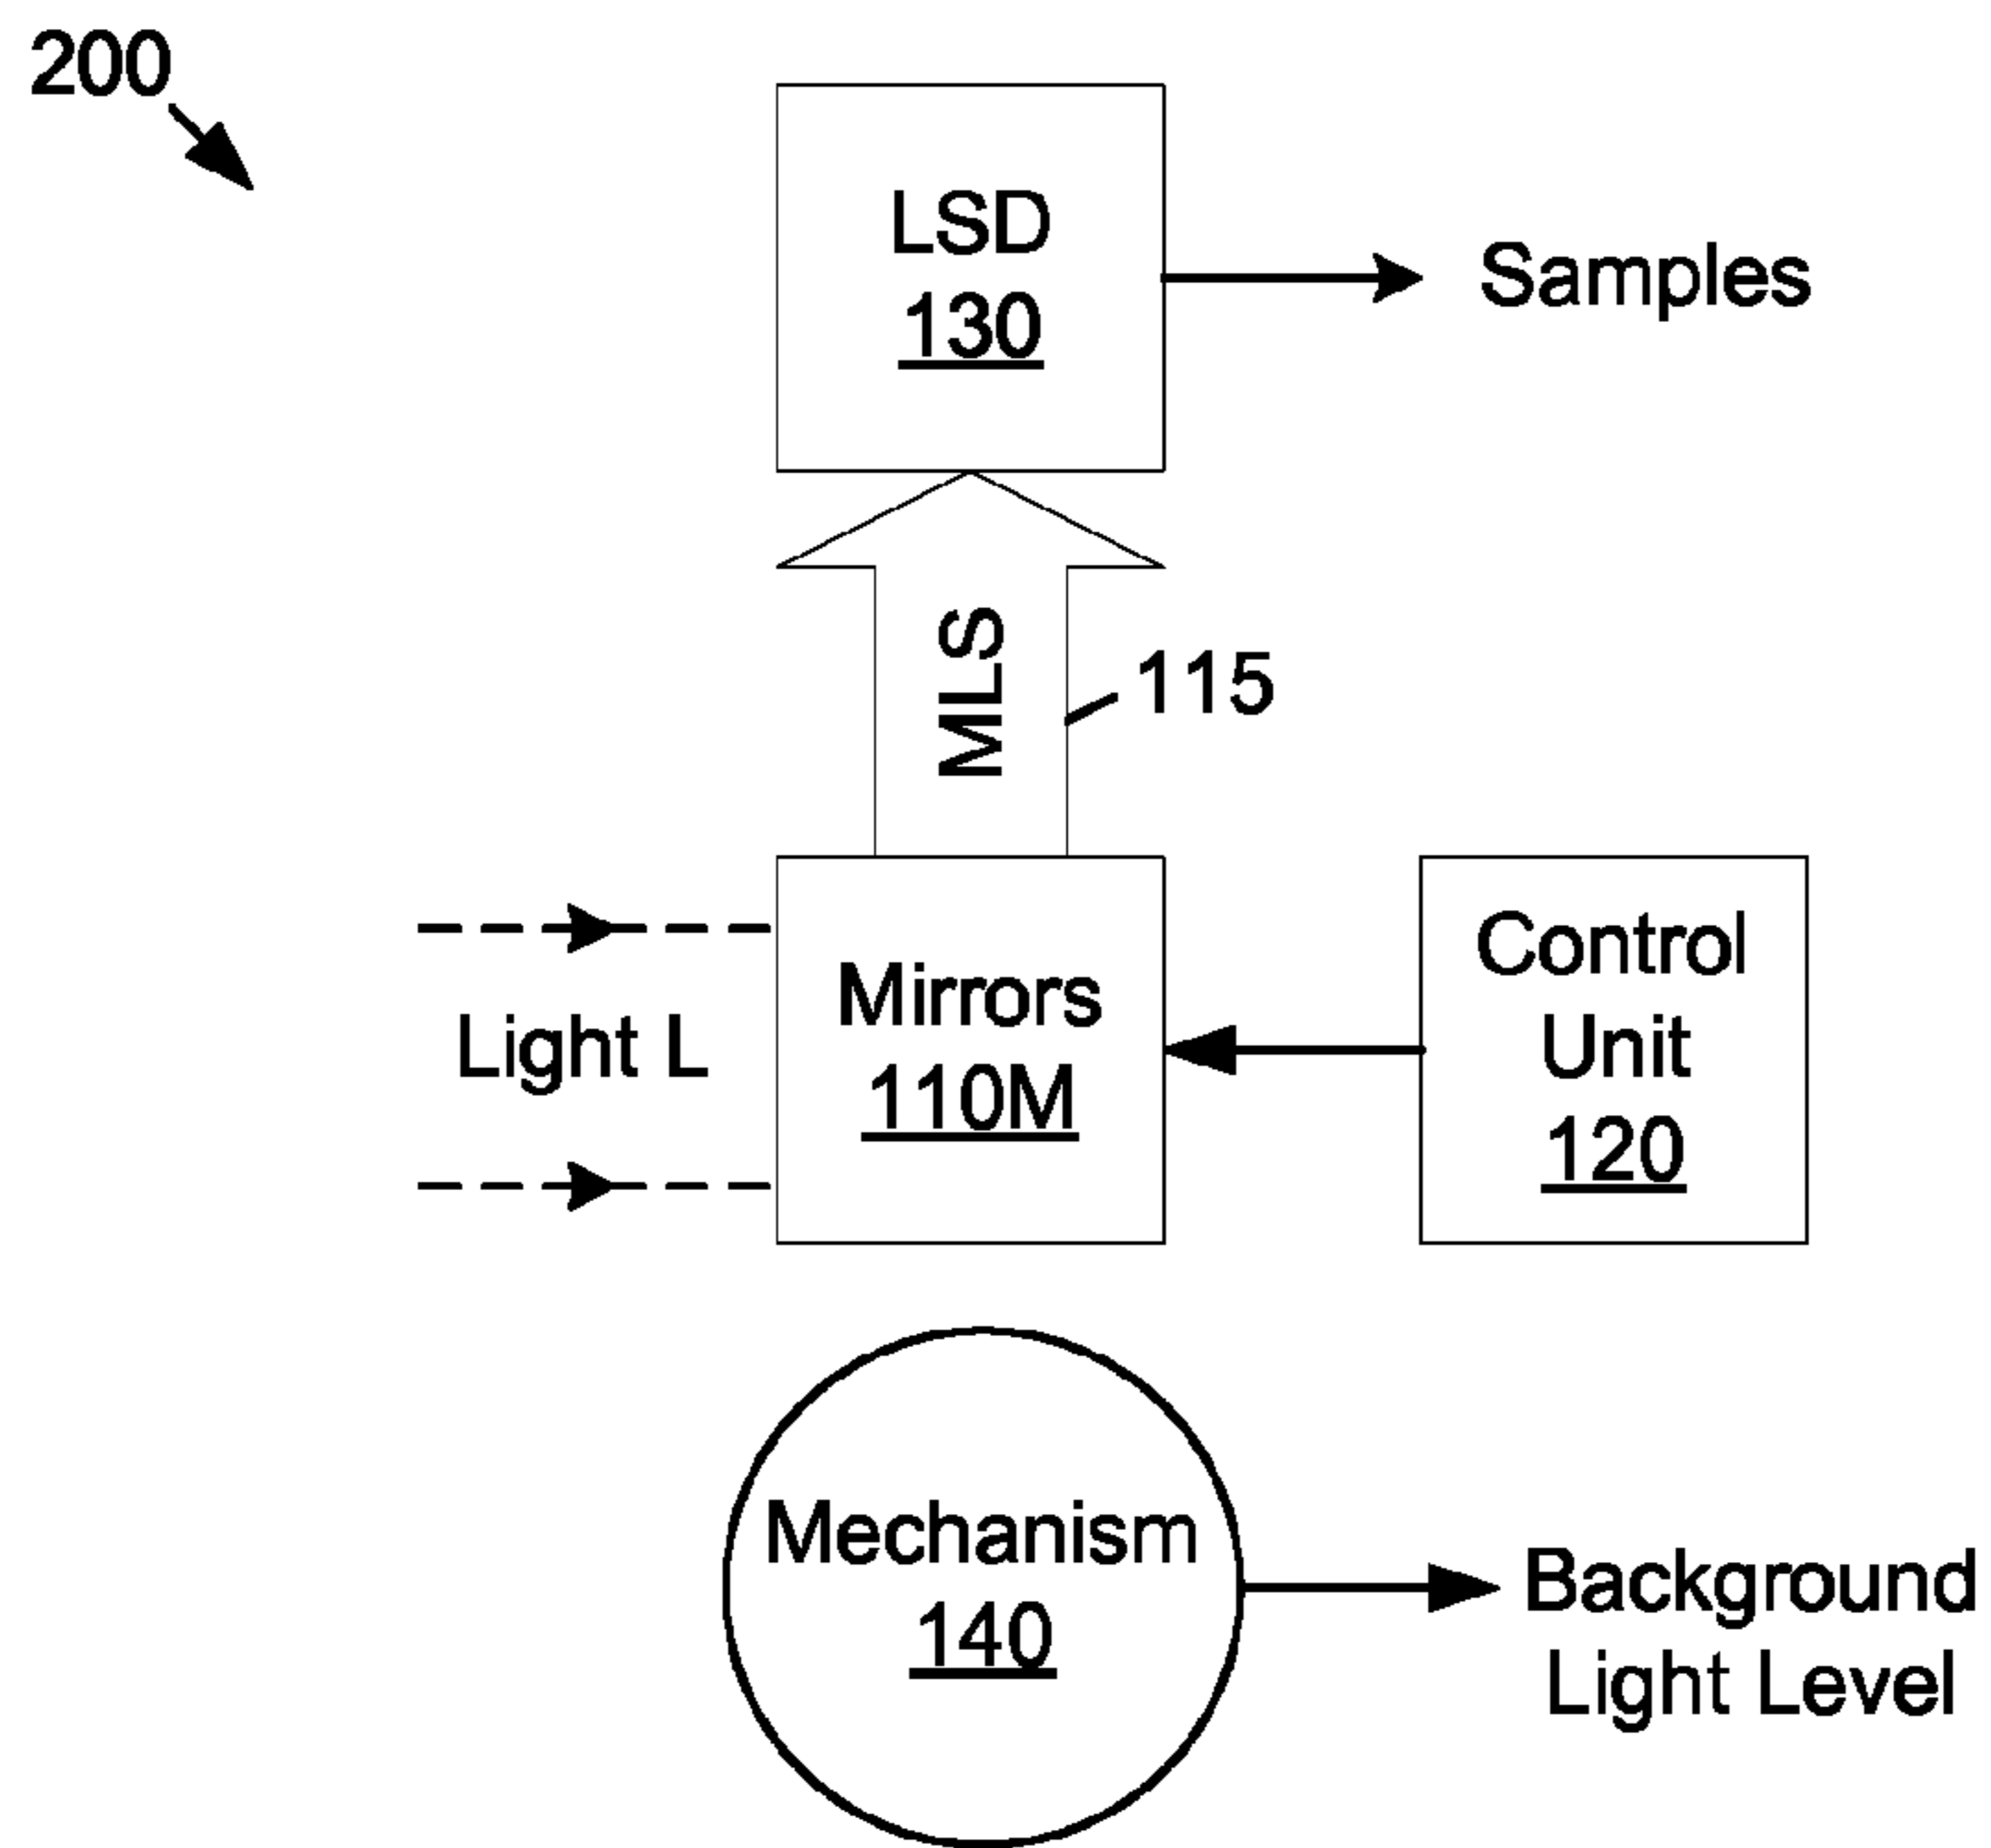 200
LSD
130
Samples
MLS
115
Light L
Mirrors
110M
Control
Unit
120
Mechanism
140
Background
Light Level